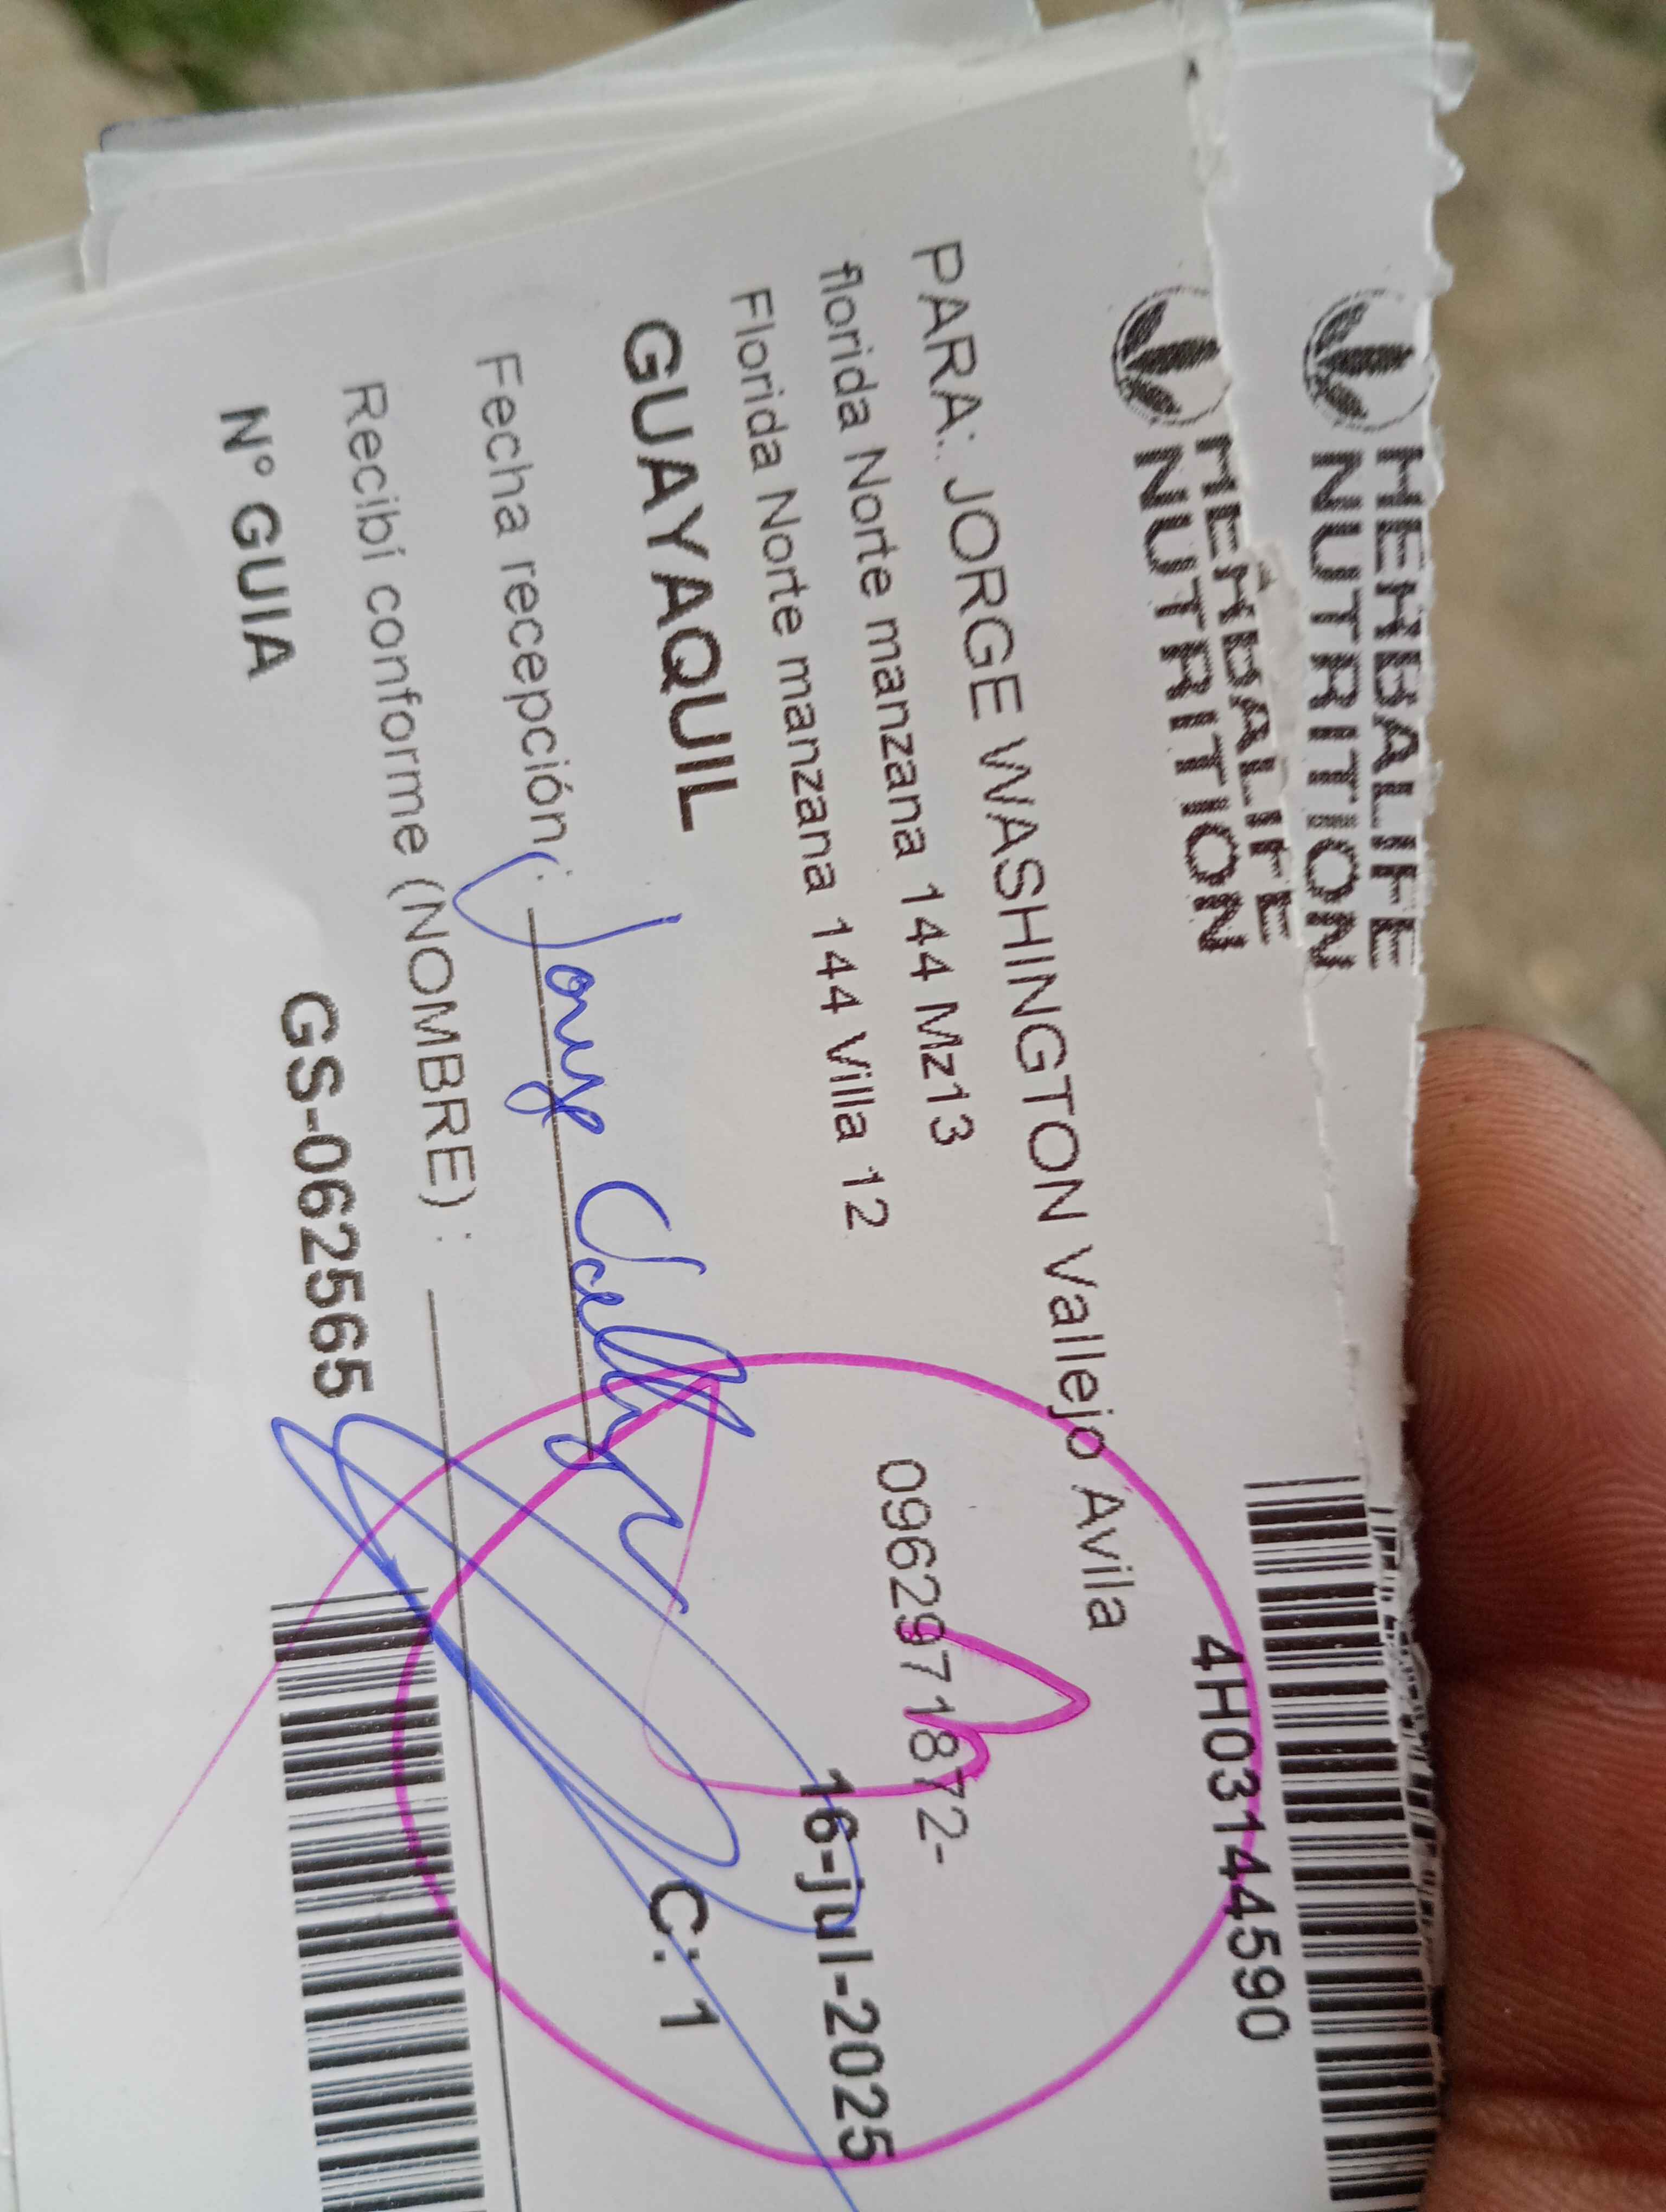 HERBALIFE
NUTRITION
HERBALIFE
NUTRITION
4H03144590
PARA: JORGE WASHINGTON Vallejo Avila
florida Norte manzana 144 Mz13
0962971872-
Florida Norte manzana 144 Villa 12
16-jul-2025
GUAYAQUIL
C: 1
Fecha recepción: Jorge Vallejo
Recibí conforme (NOMBRE) :
N° GUIA
GS-062565